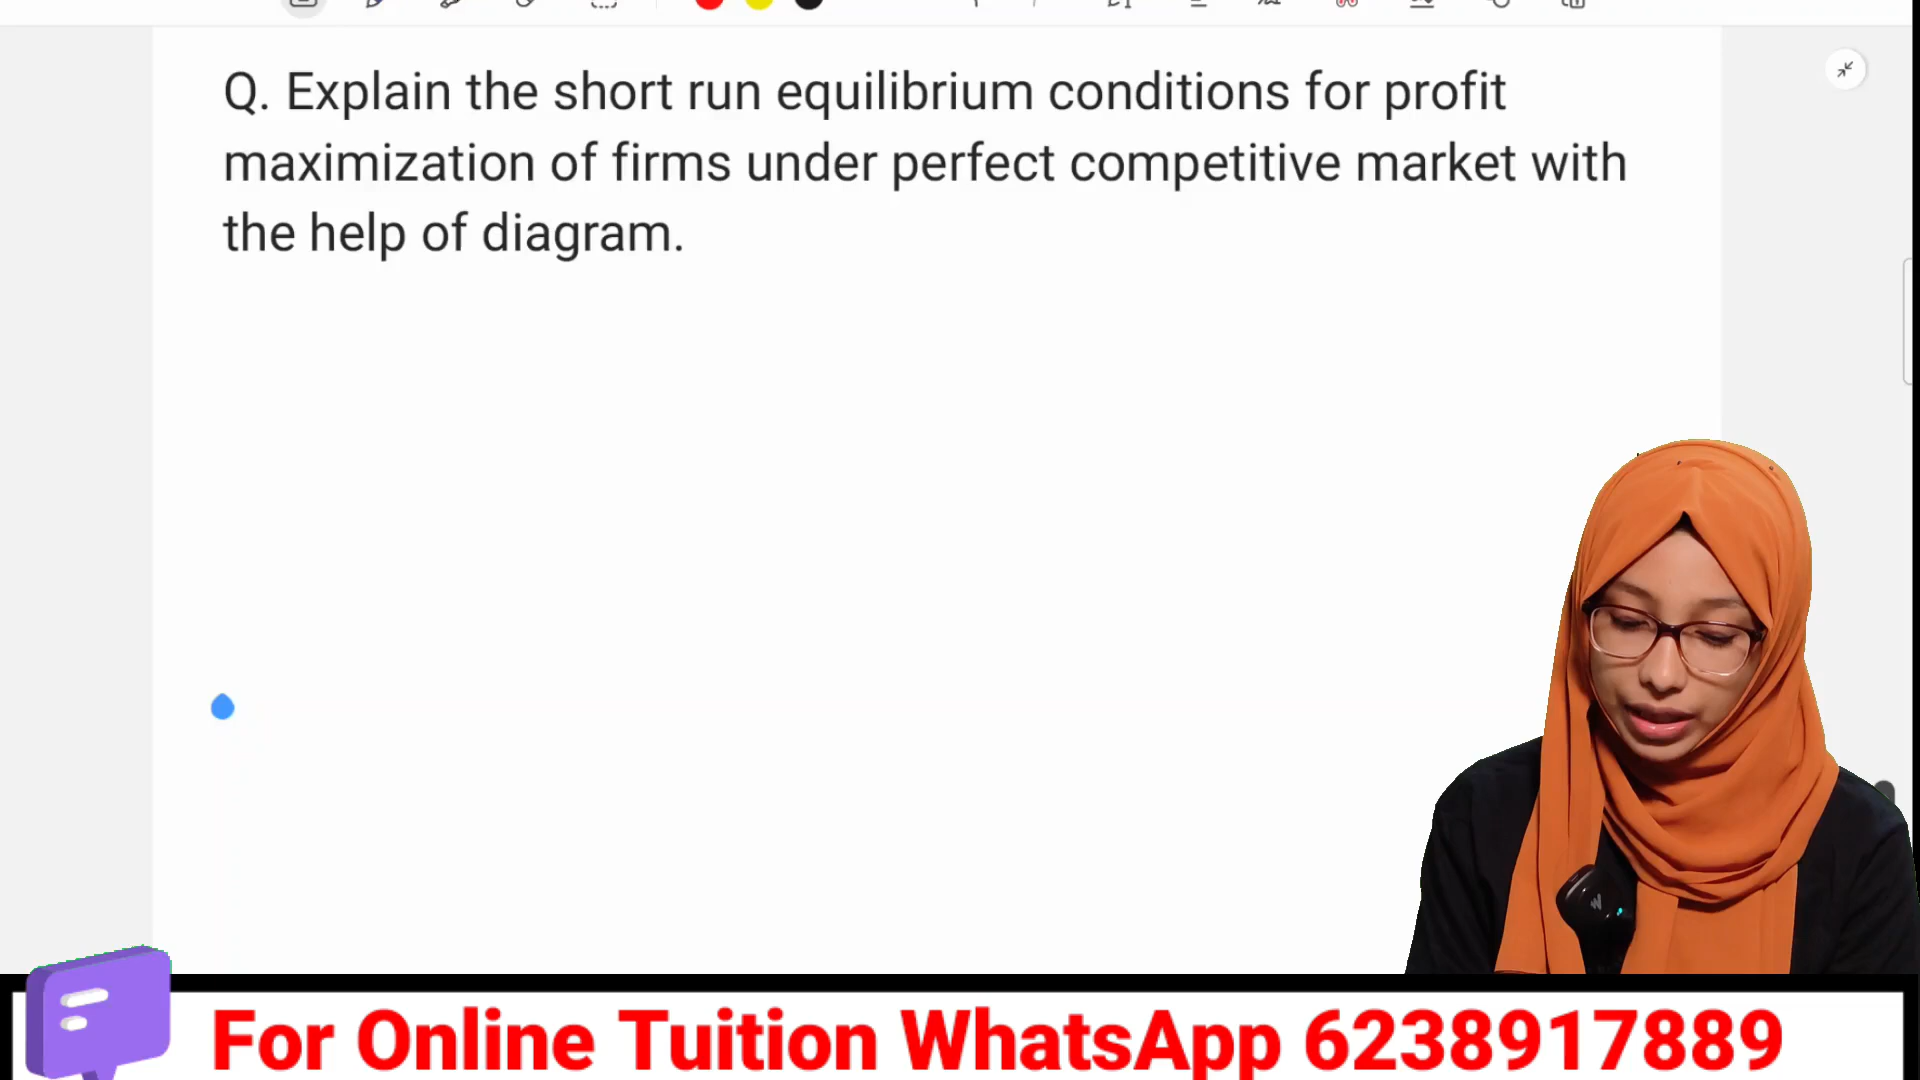 Q. Explain the short run equilibrium conditions for profit
maximization of firms under perfect competitive market with
the help of diagram.
For Online Tuition WhatsApp 6238917889